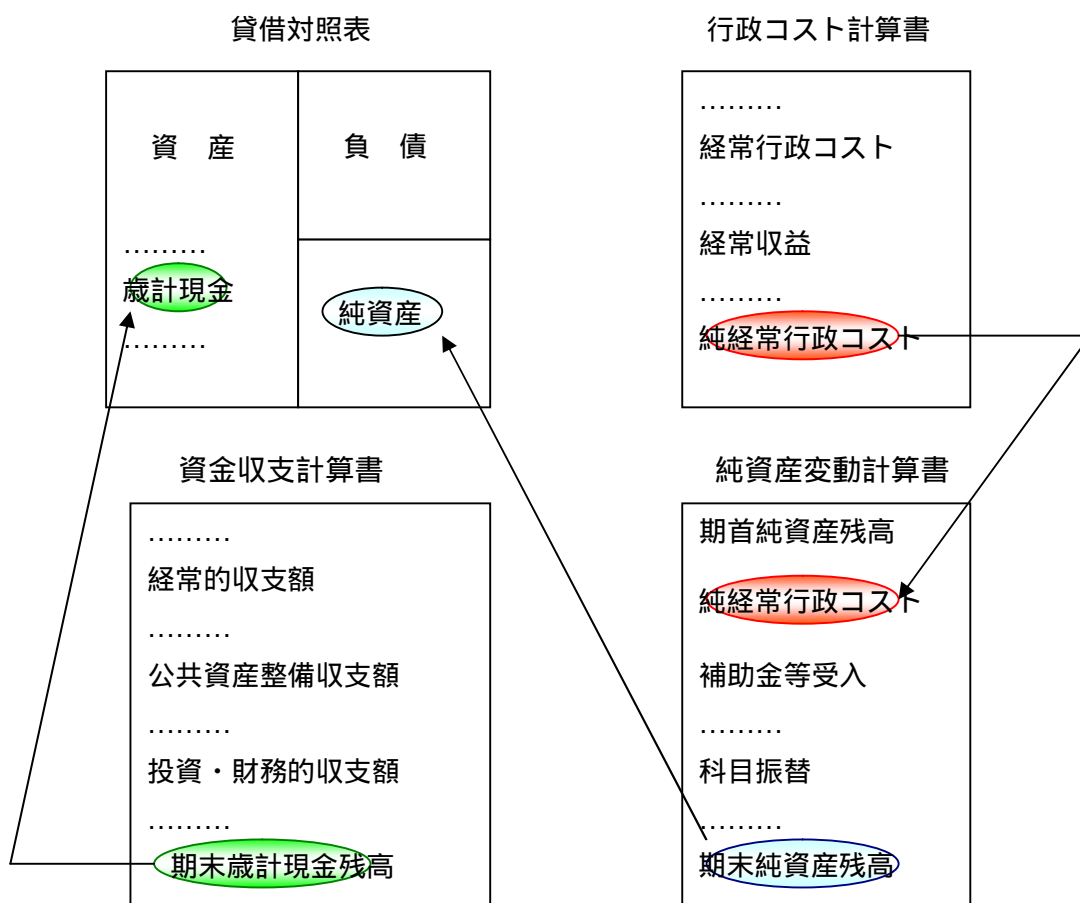 貸借対照表
資　産
………
歳計現金
………
負　債
純資産
行政コスト計算書
………
経常行政コスト
………
経常収益
………
純経常行政コスト
資金収支計算書
………
経常的収支額
………
公共資産整備収支額
………
投資・財務的収支額
………
期末歳計現金残高
純資産変動計算書
期首純資産残高
純経常行政コスト
補助金等受入
………
科目振替
………
期末純資産残高